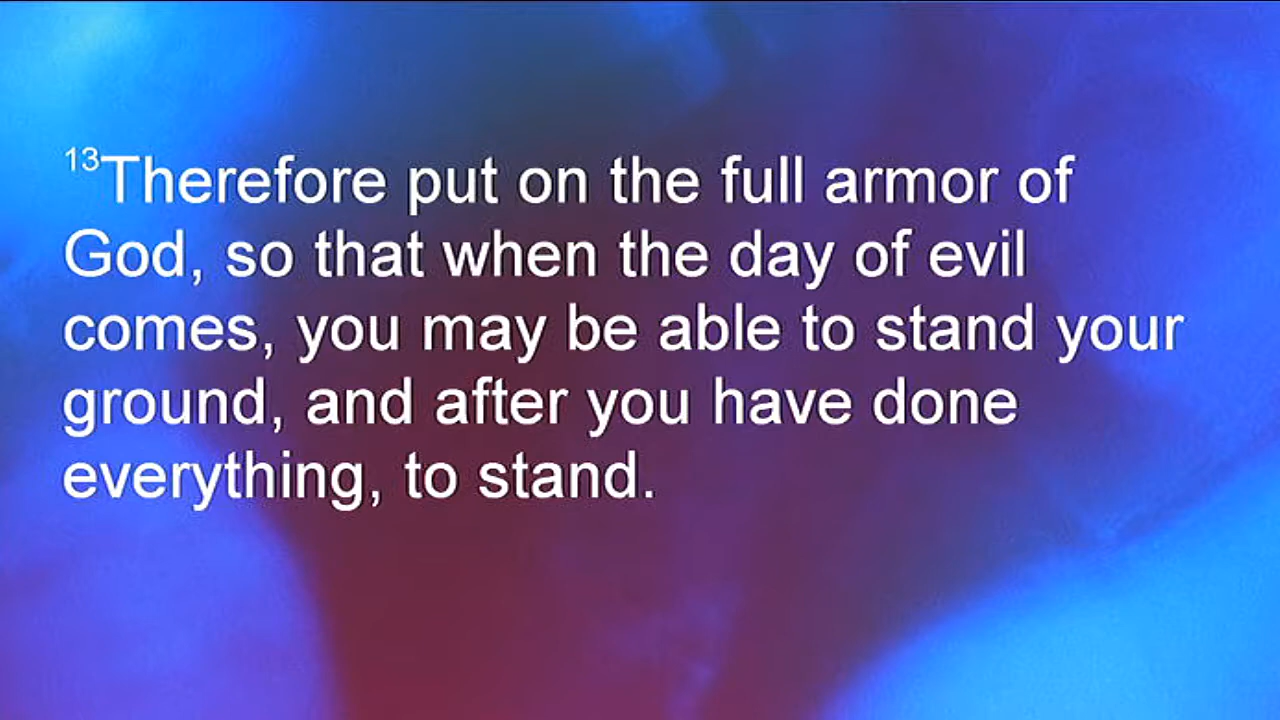 13Therefore put on the full armor of
God, so that when the day of evil
comes, you may be able to stand your
ground, and after you have done
everything, to stand.